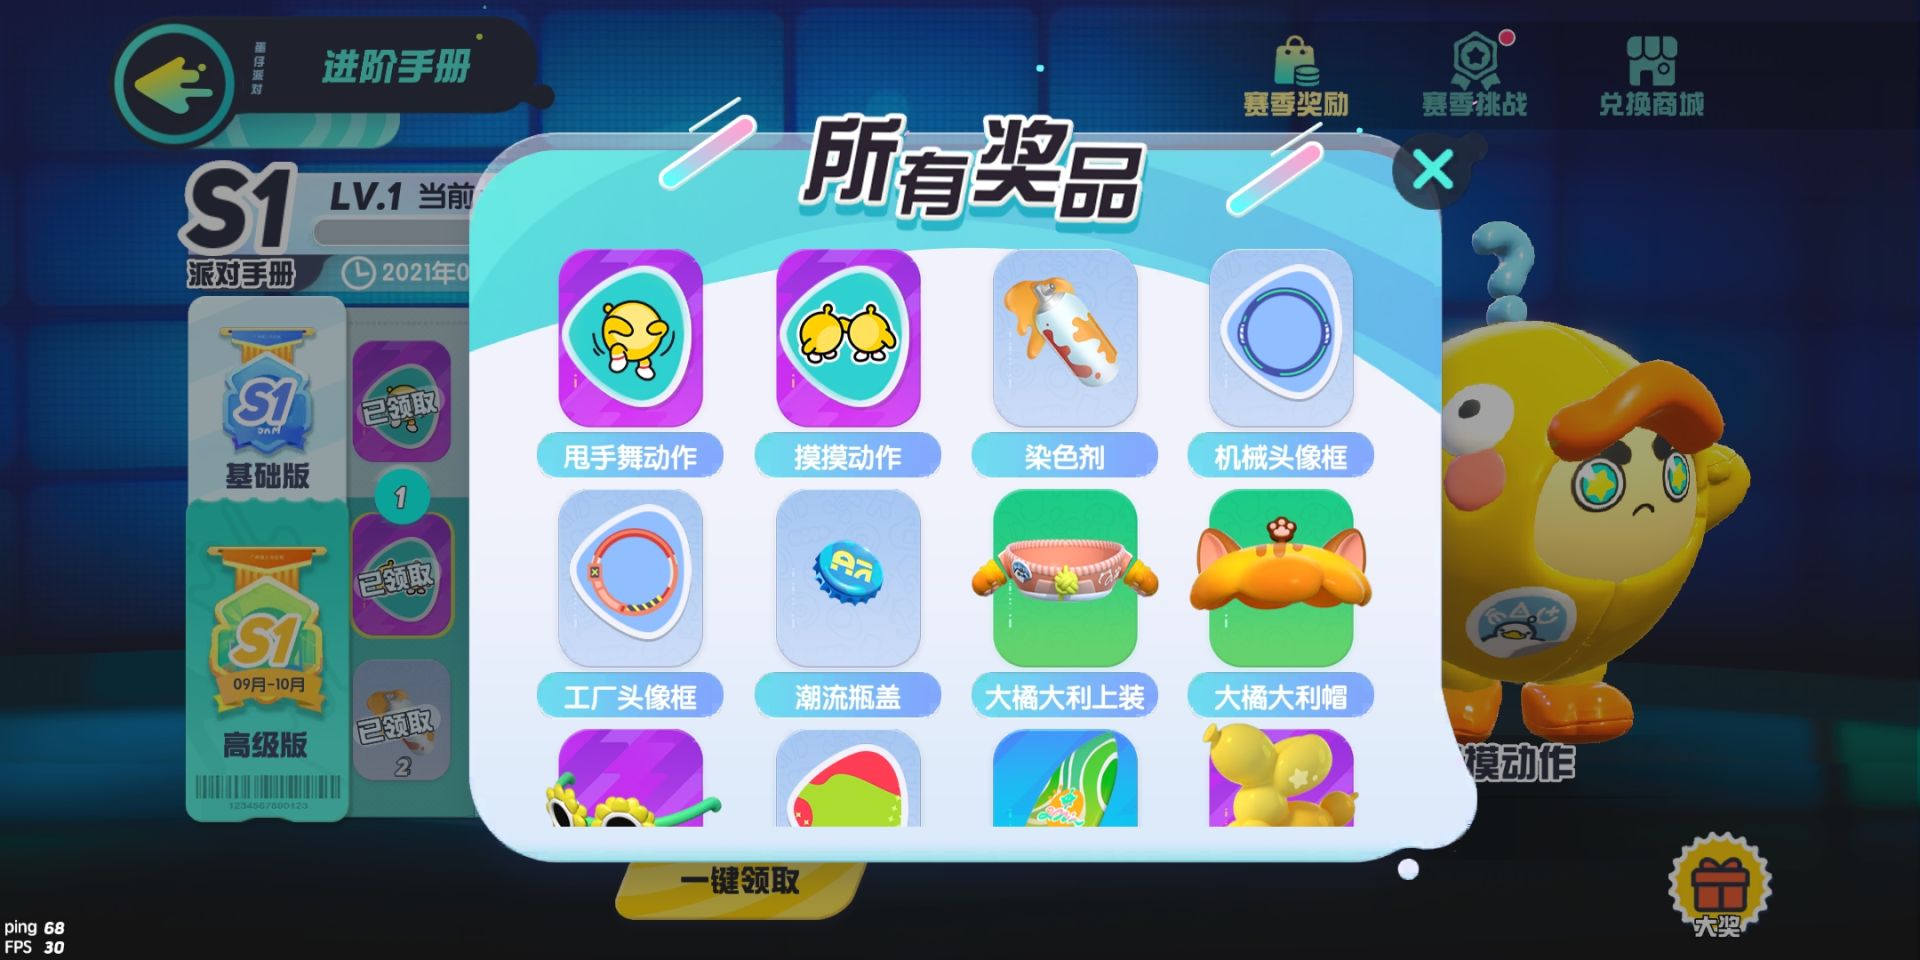 蛋仔派对
进阶手册
赛季奖励
赛季挑战
兑换商城
所有奖品
S1
LV.1 当前
派对手册
2021年0
甩手舞动作
摸摸动作
染色剂
机械头像框
S1
基础版
已领取
1
工厂头像框
潮流瓶盖
大橘大利上装
大橘大利帽
S1
09月-10月
高级版
1234567890123
已领取
已领取
2
摸动作
一键领取
大奖
ping 68
FPS 30